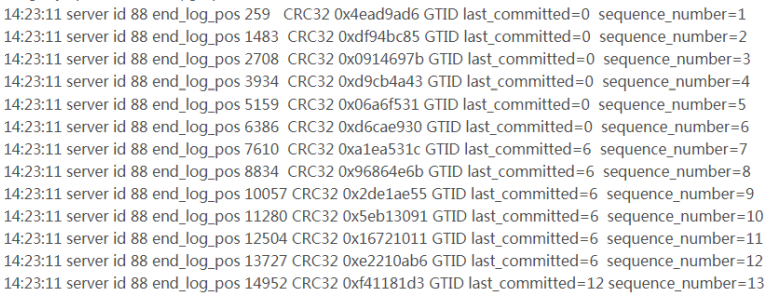 14:23:11 server id 88 end_log_pos 259 CRC32 0x4ead9ad6 GTID last_committed=0 sequence_number=1
14:23:11 server id 88 end_log_pos 1483 CRC32 0xdf94bc85 GTID last_committed=0 sequence_number=2
14:23:11 server id 88 end_log_pos 2708 CRC32 0x0914697b GTID last_committed=0 sequence_number=3
14:23:11 server id 88 end_log_pos 3934 CRC32 0xd9cb4a43 GTID last_committed=0 sequence_number=4
14:23:11 server id 88 end_log_pos 5159 CRC32 0x06a6f531 GTID last_committed=0 sequence_number=5
14:23:11 server id 88 end_log_pos 6386 CRC32 0xd6cae930 GTID last_committed=0 sequence_number=6
14:23:11 server id 88 end_log_pos 7610 CRC32 0xa1ea531c GTID last_committed=6 sequence_number=7
14:23:11 server id 88 end_log_pos 8834 CRC32 0x96864e6b GTID last_committed=6 sequence_number=8
14:23:11 server id 88 end_log_pos 10057 CRC32 0x2de1ae55 GTID last_committed=6 sequence_number=9
14:23:11 server id 88 end_log_pos 11280 CRC32 0x5eb13091 GTID last_committed=6 sequence_number=10
14:23:11 server id 88 end_log_pos 12504 CRC32 0x16721011 GTID last_committed=6 sequence_number=11
14:23:11 server id 88 end_log_pos 13727 CRC32 0xe2210ab6 GTID last_committed=6 sequence_number=12
14:23:11 server id 88 end_log_pos 14952 CRC32 0xf41181d3 GTID last_committed=12 sequence_number=13